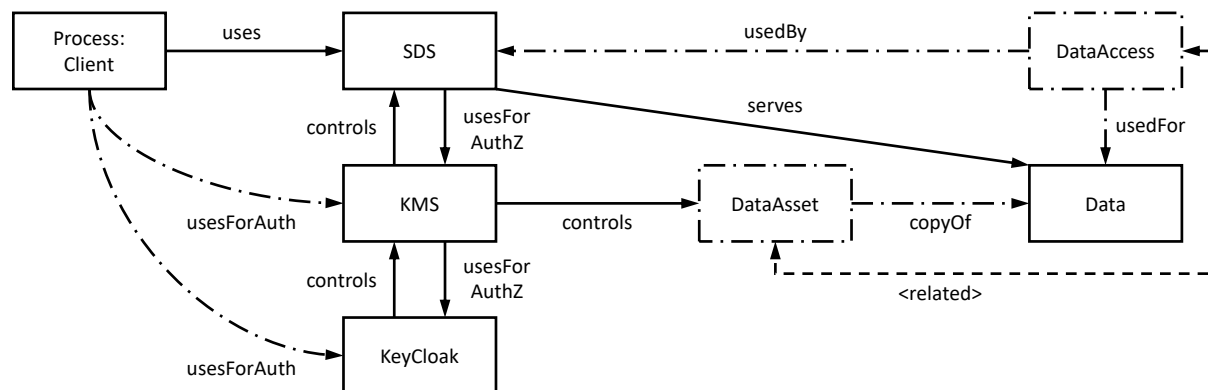 Process:
Client
uses
SDS
usedBy
DataAccess
controls
usesFor
AuthZ
serves
usedFor
usesForAuth
KMS
controls
DataAsset
copyOf
Data
controls
usesFor
AuthZ
<related>
usesForAuth
KeyCloak